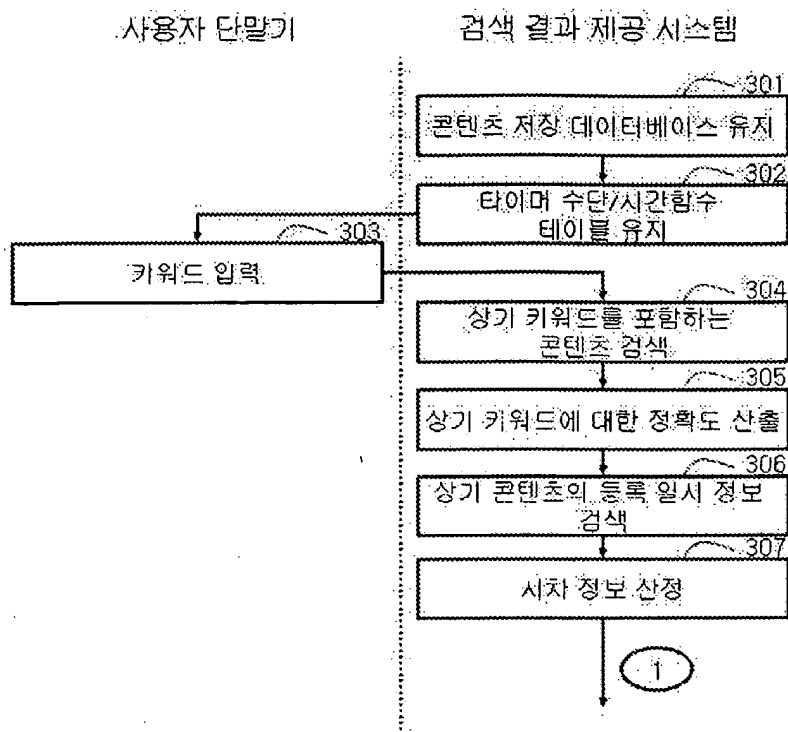 사용자 단말기
검색 결과 제공 시스템
301
콘텐츠 저장 데이터베이스 유지
302
타이머 수단/시간함수
테이블 유지
303
키워드 입력
304
상기 키워드를 포함하는
콘텐츠 검색
305
상기 키워드에 대한 정확도 산출
306
상기 콘텐츠의 등록 일시 정보
검색
307
시차 정보 산정
1